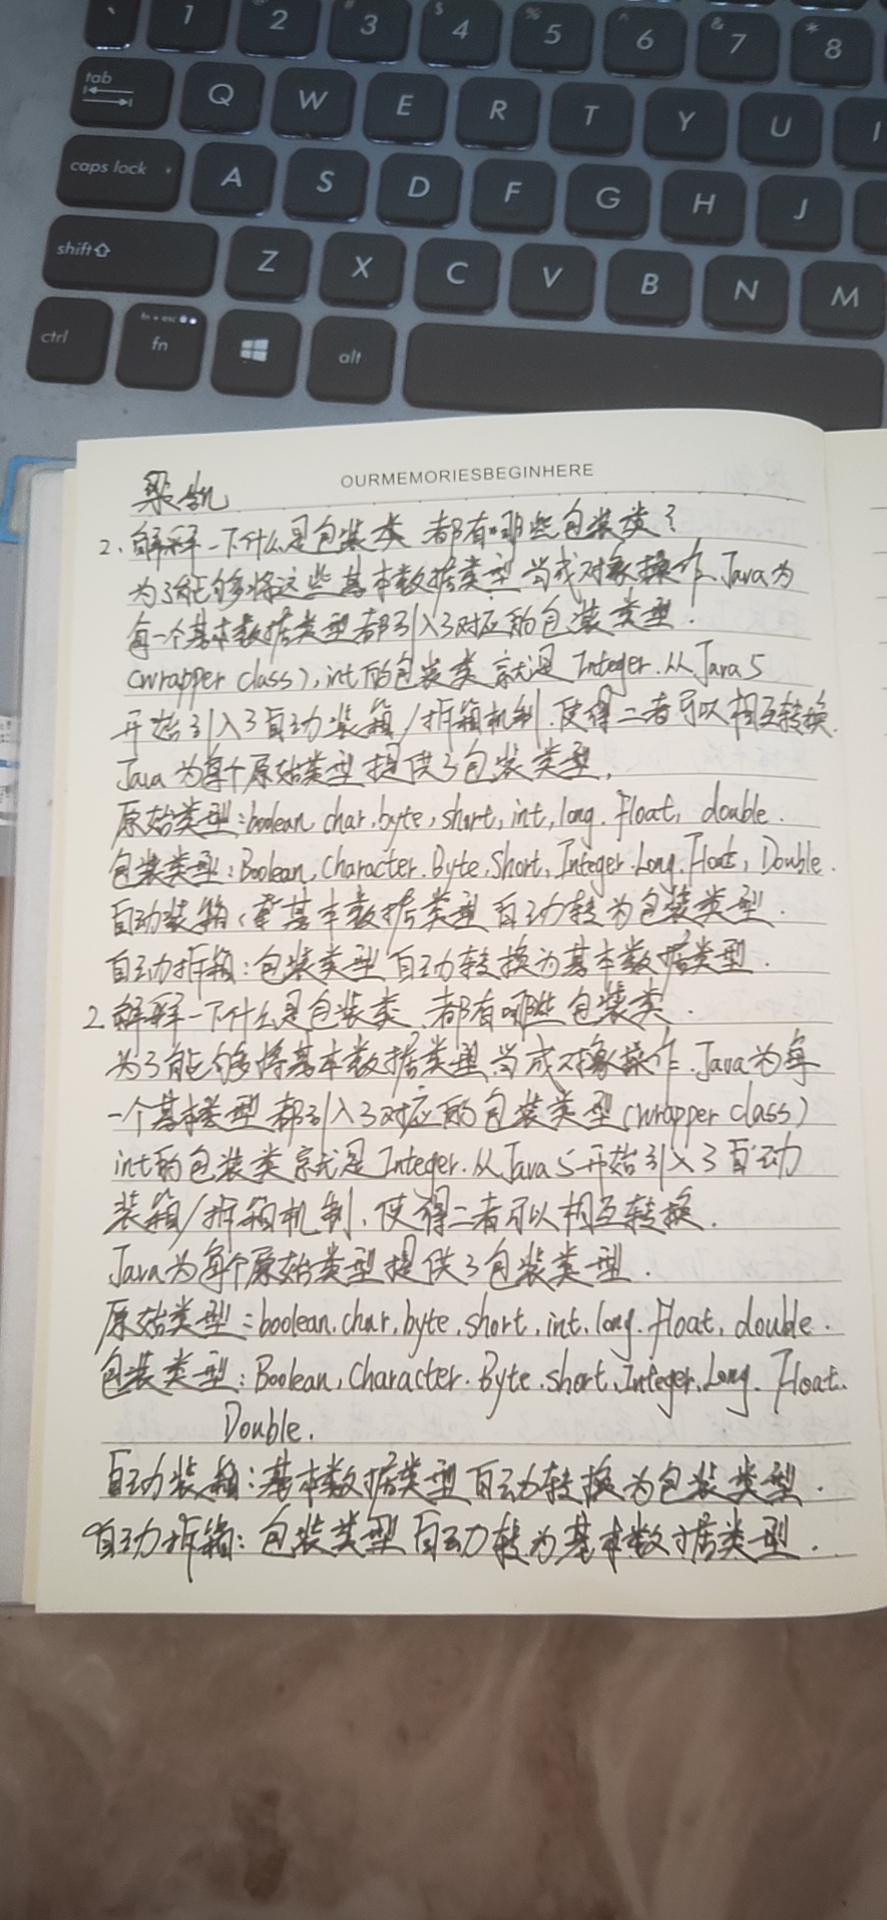 ` 1 2 3 4 5 6 7 8
@ # $ % ^ & *
tab Q W E R T Y U I
caps lock A S D F G H J
shift Z X C V B N M
fn + esc
ctrl fn alt
OURMEMORIESBEGINHERE
梁凯
2、解释一下什么是包装类 都有哪些包装类?
为了能够将这些基本数据类型当成对象操作、Java为
每一个基本数据类型都引入了对应的包装类型.
(wrapper class), int的包装类就是Integer.从Java5
开始引入了自动装箱/拆箱机制.使得二者可以相互转换.
Java为每个原始类型提供了包装类型.
原始类型:boolean, char, byte, short, int, long. Float, double.
包装类型:Boolean, Character. Byte, Short, Integer. Long. Float, Double.
自动装箱:基本数据类型自动转为包装类型.
自动拆箱:包装类型自动转换为基本数据类型.
2 解释一下什么是包装类、都有哪些包装类.
为了能够将基本数据类型当成对象操作.Java为每
一个基本类型都引入了对应的包装类型(wrapper class)
int的包装类就是Integer.从Java5开始引入了自动
装箱/拆箱机制、使得二者可以相互转换.
Java为每个原始类型提供了包装类型.
原始类型:boolean. char, byte, short, int. long. Float, double.
包装类型:Boolean, Character. Byte. short, Integer, Long. Float.
Double.
自动装箱:基本数据类型自动转换为包装类型.
自动拆箱:包装类型自动转为基本数据类型.